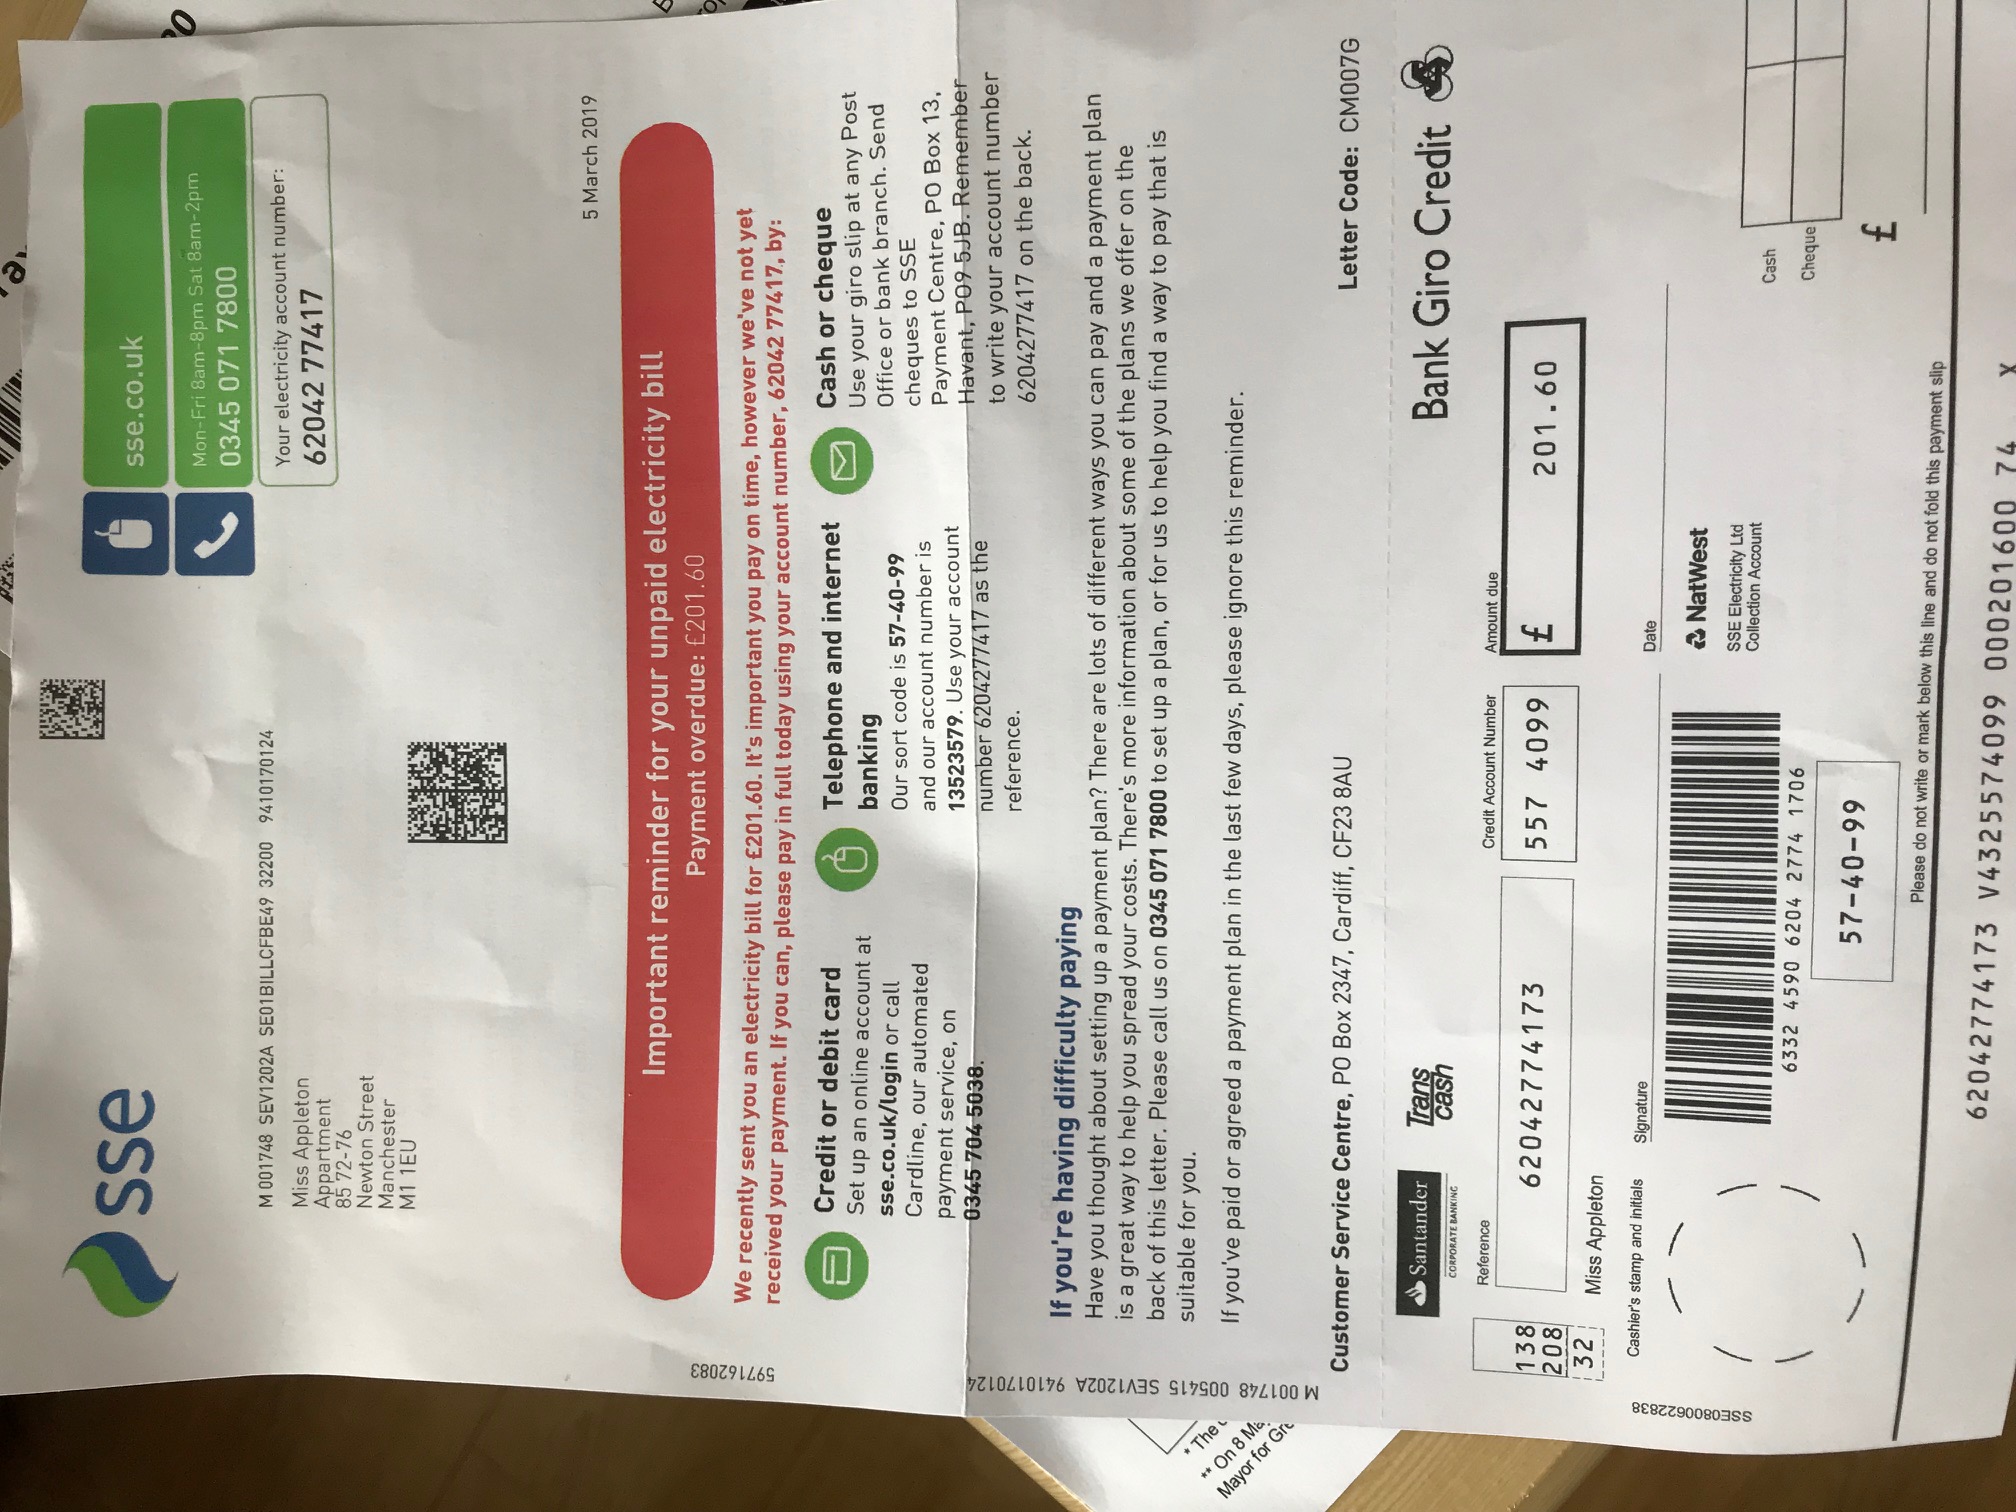 sse
sse.co.uk
Mon-Fri 8am-8pm Sat 8am-2pm
0345 071 7800
Your electricity account number:
62042 77417
M 001748 SEV1202A SE01BILLCFBE49 32200 9410170124
Miss Appleton
Appartment
85 72-76
Newton Street
Manchester
M1 1EU
5 March 2019
Important reminder for your unpaid electricity bill
Payment overdue: £201.60
597162083
We recently sent you an electricity bill for £201.60. It's important you pay on time, however we've not yet
received your payment. If you can, please pay in full today using your account number, 62042 77417, by:
Credit or debit card
Set up an online account at
sse.co.uk/login or call
Cardline, our automated
payment service, on
0345 704 5038.
Telephone and internet
banking
Our sort code is 57-40-99
and our account number is
13523579. Use your account
number 6204277417 as the
reference.
Cash or cheque
Use your giro slip at any Post
Office or bank branch. Send
cheques to SSE
Payment Centre, PO Box 13,
Havant, PO9 5JB. Remember
to write your account number
6204277417 on the back.
M 001748 005415 SEV1202A 9410170124
If you're having difficulty paying
Have you thought about setting up a payment plan? There are lots of different ways you can pay and a payment plan
is a great way to help you spread your costs. There's more information about some of the plans we offer on the
back of this letter. Please call us on 0345 071 7800 to set up a plan, or for us to help you find a way to pay that is
suitable for you.
If you've paid or agreed a payment plan in the last few days, please ignore this reminder.
* The
** On 8 Ma
Mayor for Gre
Customer Service Centre, PO Box 2347, Cardiff, CF23 8AU
Letter Code: CM007G
Santander
CORPORATE BANKING
Trans
cash
Bank Giro Credit
Reference
Credit Account Number
Amount due
138
208
32
62042774173
557 4099
£ 201.60
Miss Appleton
Cashier's stamp and initials
Signature
Date
SSE0800622838
NatWest
SSE Electricity Ltd
Collection Account
6332 4590 6204 2774 1706
57-40-99
Cash
Cheque
£
Please do not write or mark below this line and do not fold this payment slip
62042774173 V4325574099 000201600 74 X